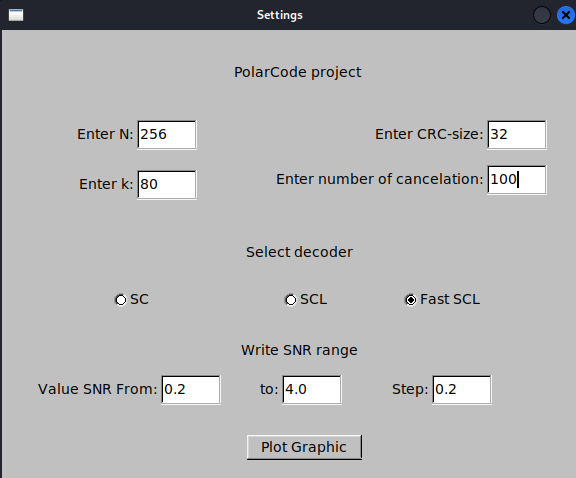 Settings
PolarCode project
Enter N: 256
Enter CRC-size: 32
Enter k: 80
Enter number of cancelation: 100
Select decoder
SC SCL Fast SCL
Write SNR range
Value SNR From: 0.2 to: 4.0 Step: 0.2
Plot Graphic